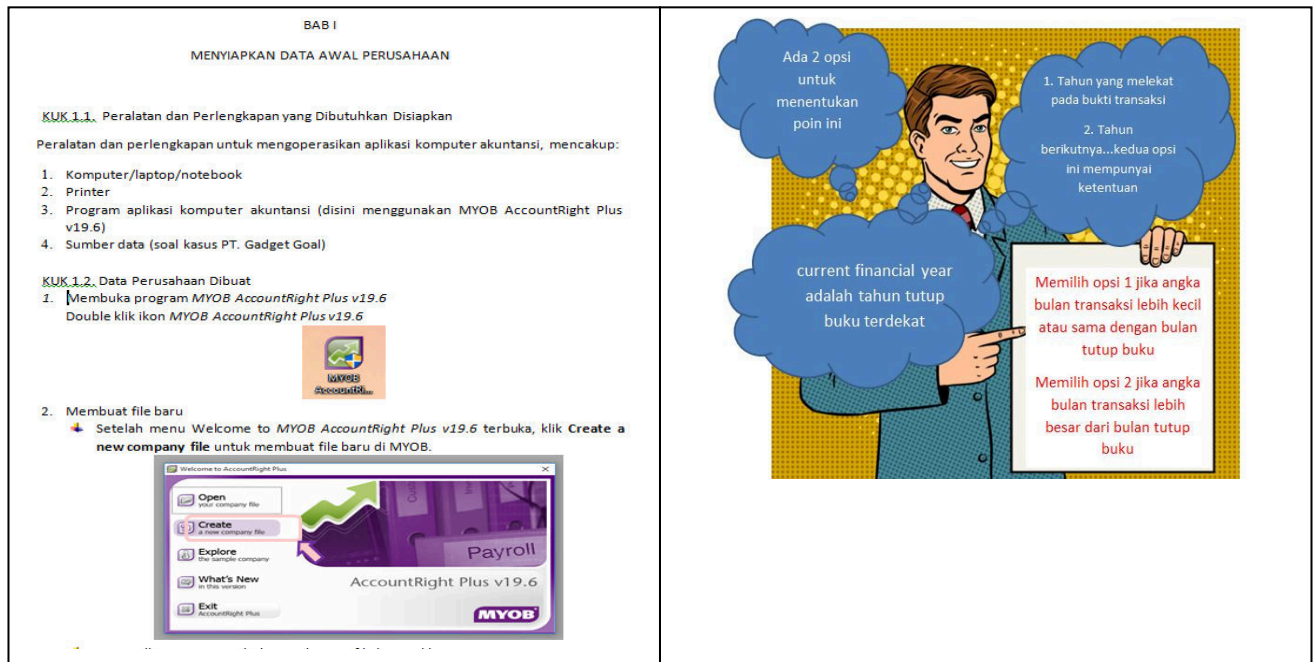 BAB I
MENYIAPKAN DATA AWAL PERUSAHAAN
KUK 1.1. Peralatan dan Perlengkapan yang Dibutuhkan Disiapkan
Peralatan dan perlengkapan untuk mengoperasikan aplikasi komputer akuntansi, mencakup:
1. Komputer/laptop/notebook
2. Printer
3. Program aplikasi komputer akuntansi (disini menggunakan MYOB AccountRight Plus
v19.6)
4. Sumber data (soal kasus PT. Gadget Goal)
KUK 1.2. Data Perusahaan Dibuat
1. Membuka program MYOB AccountRight Plus v19.6
Double klik ikon MYOB AccountRight Plus v19.6
MYOB
AccountRi...
2. Membuat file baru
Setelah menu Welcome to MYOB AccountRight Plus v19.6 terbuka, klik Create a
new company file untuk membuat file baru di MYOB.
Welcome to AccountRight Plus
Open
your company file
Create
a new company file
Explore
the sample company
What's New
in this version
Exit
AccountRight Plus
Payroll
AccountRight Plus v19.6
MYOB
Ada 2 opsi
untuk
menentukan
poin ini
1. Tahun yang melekat
pada bukti transaksi
2. Tahun
berikutnya...kedua opsi
ini mempunyai
ketentuan
current financial year
adalah tahun tutup
buku terdekat
Memilih opsi 1 jika angka
bulan transaksi lebih kecil
atau sama dengan bulan
tutup buku
Memilih opsi 2 jika angka
bulan transaksi lebih
besar dari bulan tutup
buku